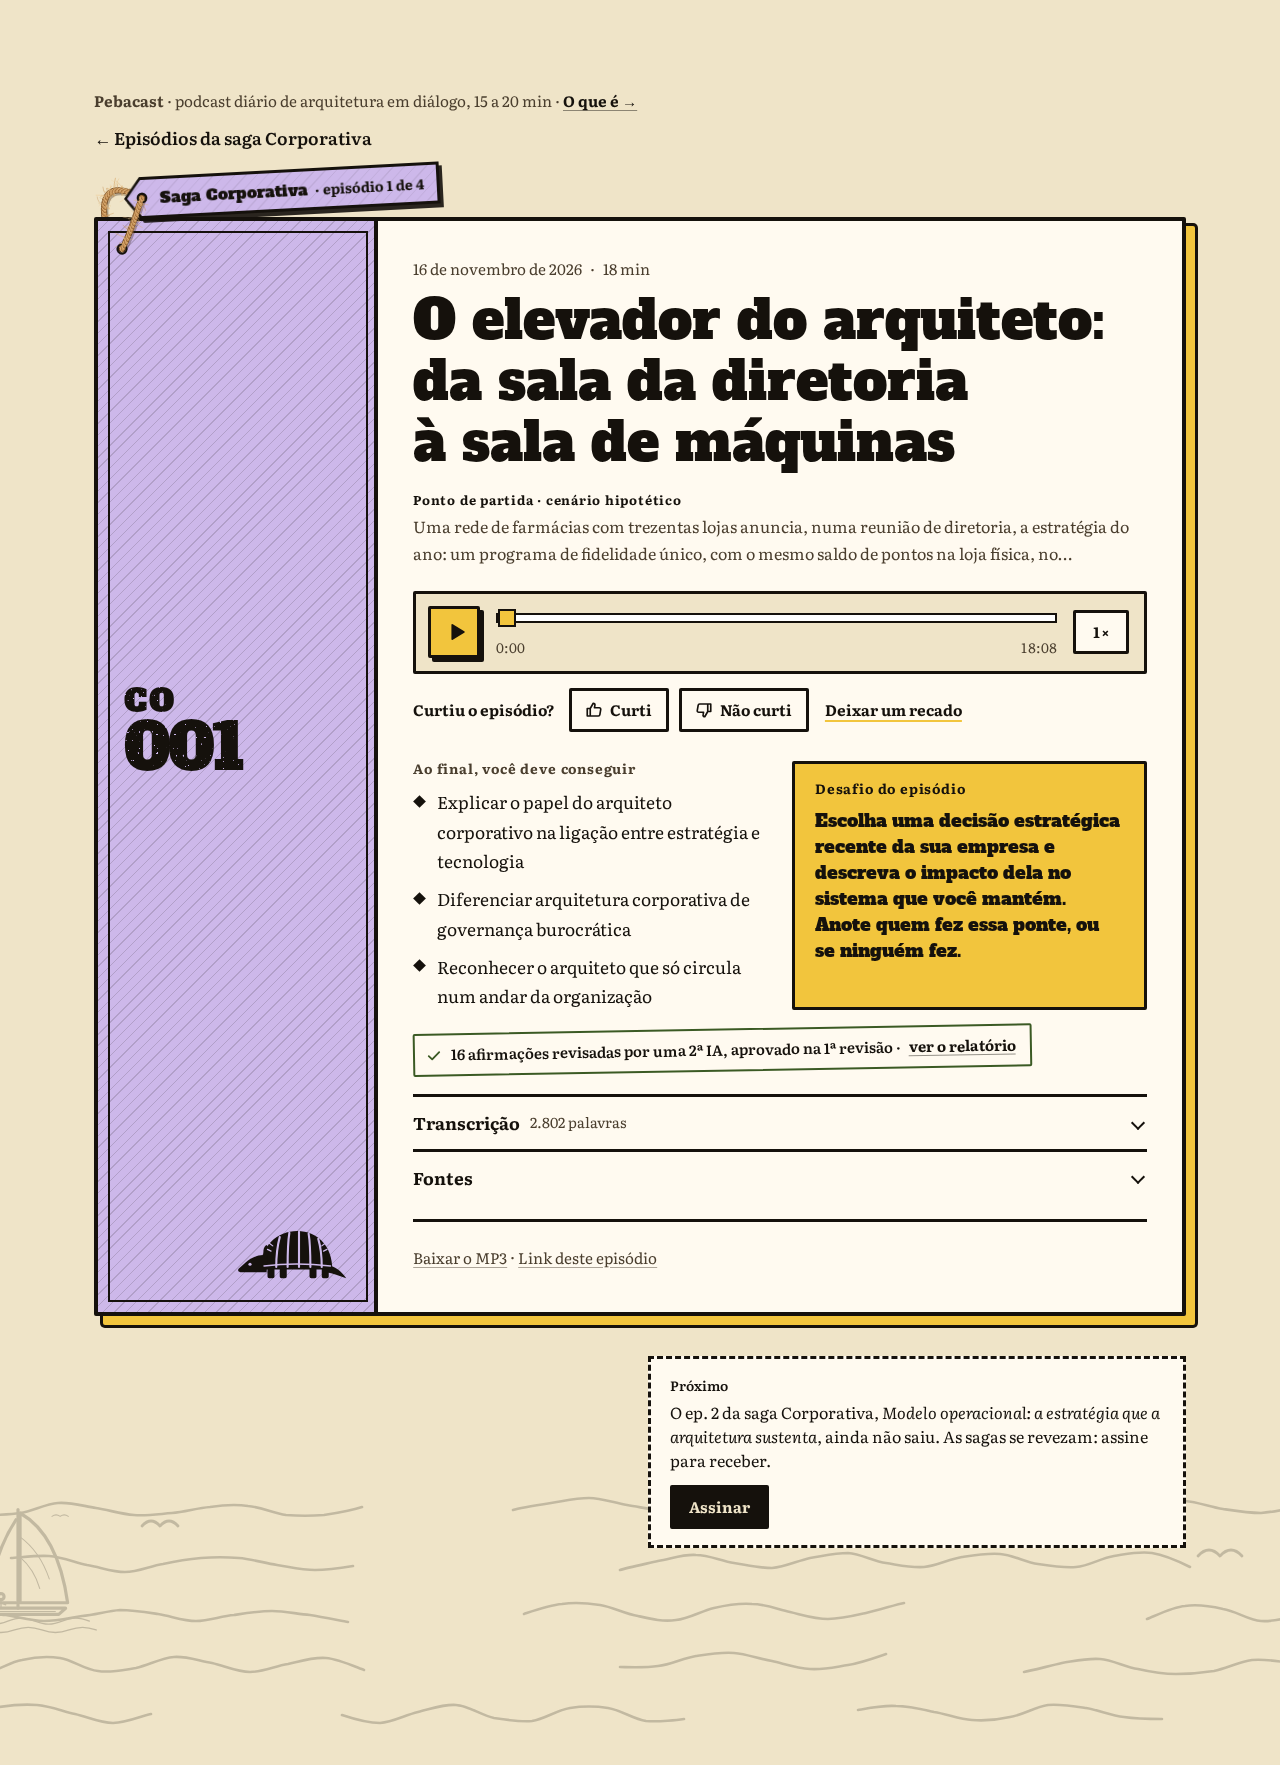 Pebacast · podcast diário de arquitetura em diálogo, 15 a 20 min · O que é →
← Episódios da saga Corporativa
Saga Corporativa · episódio 1 de 4
CO
001
16 de novembro de 2026 · 18 min
O elevador do arquiteto:
da sala da diretoria
à sala de máquinas
Ponto de partida · cenário hipotético
Uma rede de farmácias com trezentas lojas anuncia, numa reunião de diretoria, a estratégia do
ano: um programa de fidelidade único, com o mesmo saldo de pontos na loja física, no…
0:00
18:08
1×
Curtiu o episódio?
Curti
Não curti
Deixar um recado
Ao final, você deve conseguir
Explicar o papel do arquiteto
corporativo na ligação entre estratégia e
tecnologia
Diferenciar arquitetura corporativa de
governança burocrática
Reconhecer o arquiteto que só circula
num andar da organização
Desafio do episódio
Escolha uma decisão estratégica
recente da sua empresa e
descreva o impacto dela no
sistema que você mantém.
Anote quem fez essa ponte, ou
se ninguém fez.
16 afirmações revisadas por uma 2ª IA, aprovado na 1ª revisão · ver o relatório
Transcrição 2.802 palavras
Fontes
Baixar o MP3 · Link deste episódio
Próximo
O ep. 2 da saga Corporativa, Modelo operacional: a estratégia que a
arquitetura sustenta, ainda não saiu. As sagas se revezam: assine
para receber.
Assinar